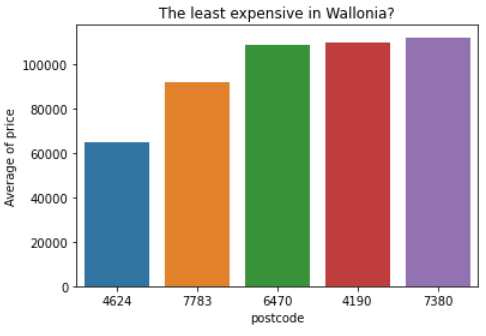 The least expensive in Wallonia?
Average of price
100000
80000
60000
40000
20000
0
4624 7783 6470 4190 7380
postcode